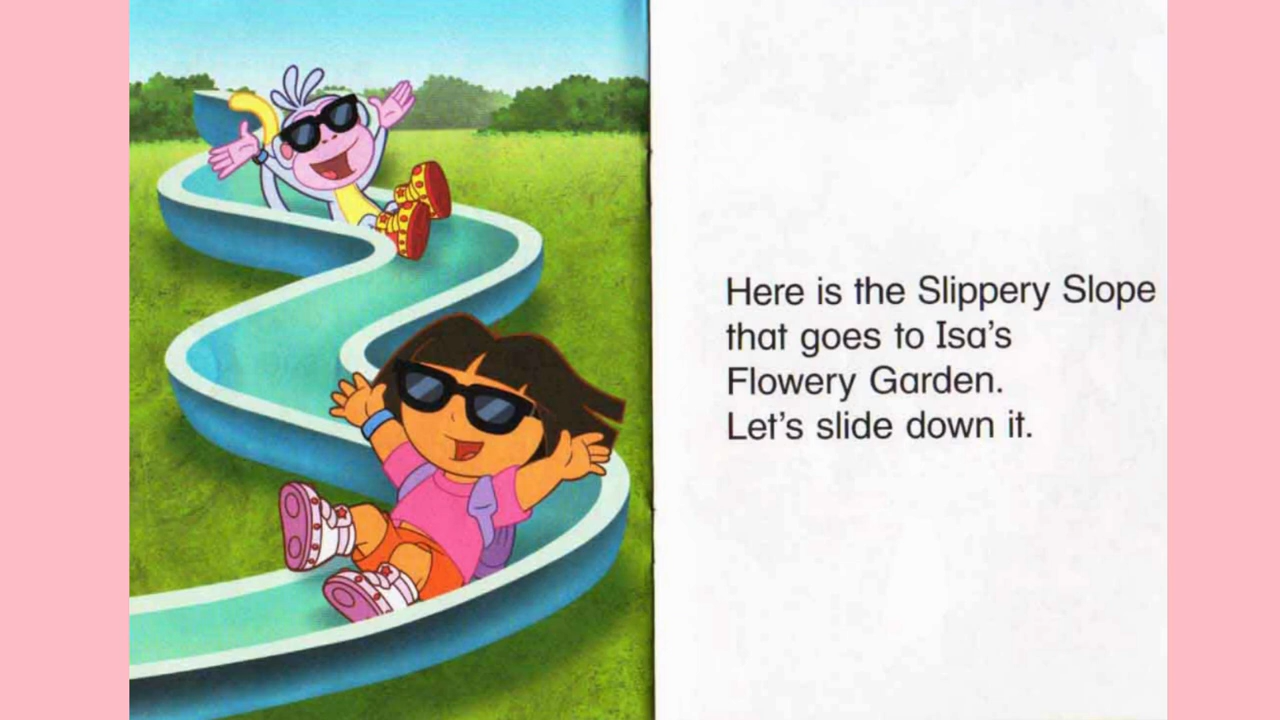 Here is the Slippery Slope
that goes to Isa's
Flowery Garden.
Let's slide down it.